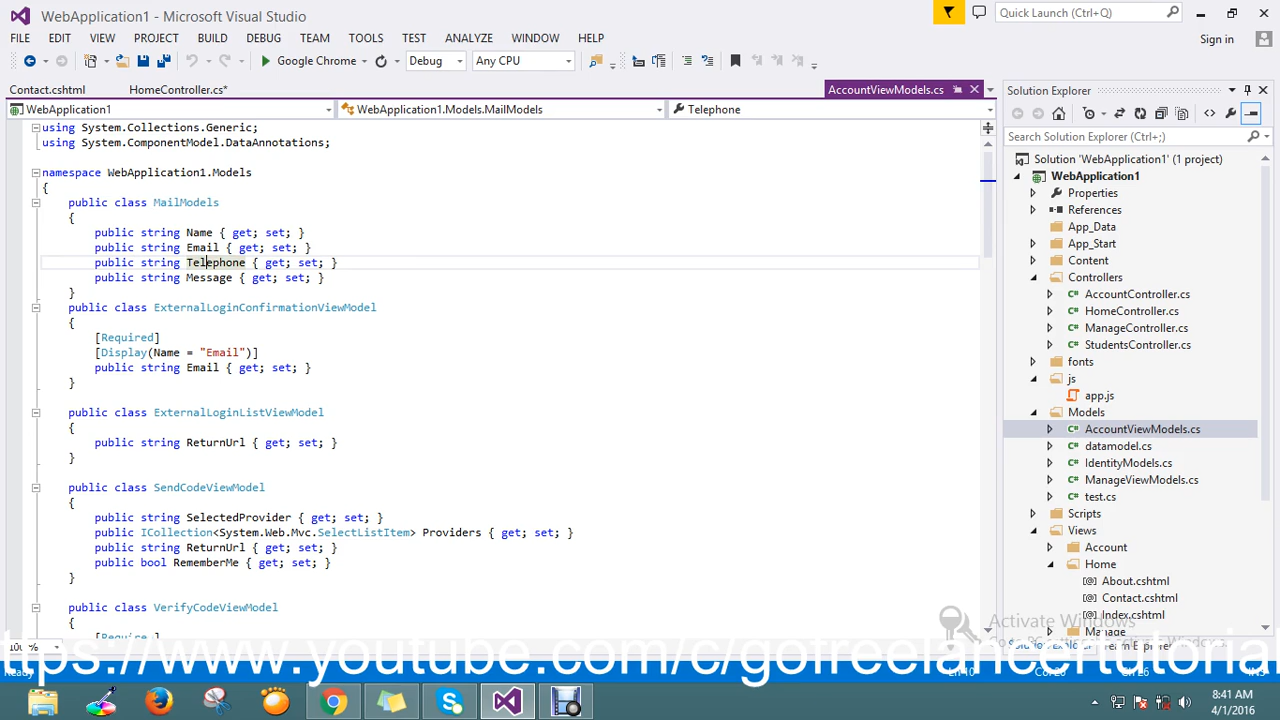 WebApplication1 - Microsoft Visual Studio
Quick Launch (Ctrl+Q)
FILE EDIT VIEW PROJECT BUILD DEBUG TEAM TOOLS TEST ANALYZE WINDOW HELP
Sign in
Google Chrome Debug Any CPU
Contact.cshtml HomeController.cs* AccountViewModels.cs
WebApplication1 WebApplication1.Models.MailModels Telephone
using System.Collections.Generic;
using System.ComponentModel.DataAnnotations;
namespace WebApplication1.Models
{
public class MailModels
{
public string Name { get; set; }
public string Email { get; set; }
public string Telephone { get; set; }
public string Message { get; set; }
}
public class ExternalLoginConfirmationViewModel
{
[Required]
[Display(Name = "Email")]
public string Email { get; set; }
}
public class ExternalLoginListViewModel
{
public string ReturnUrl { get; set; }
}
public class SendCodeViewModel
{
public string SelectedProvider { get; set; }
public ICollection<System.Web.Mvc.SelectListItem> Providers { get; set; }
public string ReturnUrl { get; set; }
public bool RememberMe { get; set; }
}
public class VerifyCodeViewModel
{
[Required]
Solution Explorer
Search Solution Explorer (Ctrl+;)
Solution 'WebApplication1' (1 project)
WebApplication1
Properties
References
App_Data
App_Start
Content
Controllers
AccountController.cs
HomeController.cs
ManageController.cs
StudentsController.cs
fonts
js
app.js
Models
AccountViewModels.cs
datamodel.cs
IdentityModels.cs
ManageViewModels.cs
test.cs
Scripts
Views
Account
Home
About.cshtml
Contact.cshtml
Index.cshtml
Manage
Activate Windows
ttps://www.youtube.com/c/gofreelancertutorial
8:41 AM
4/1/2016